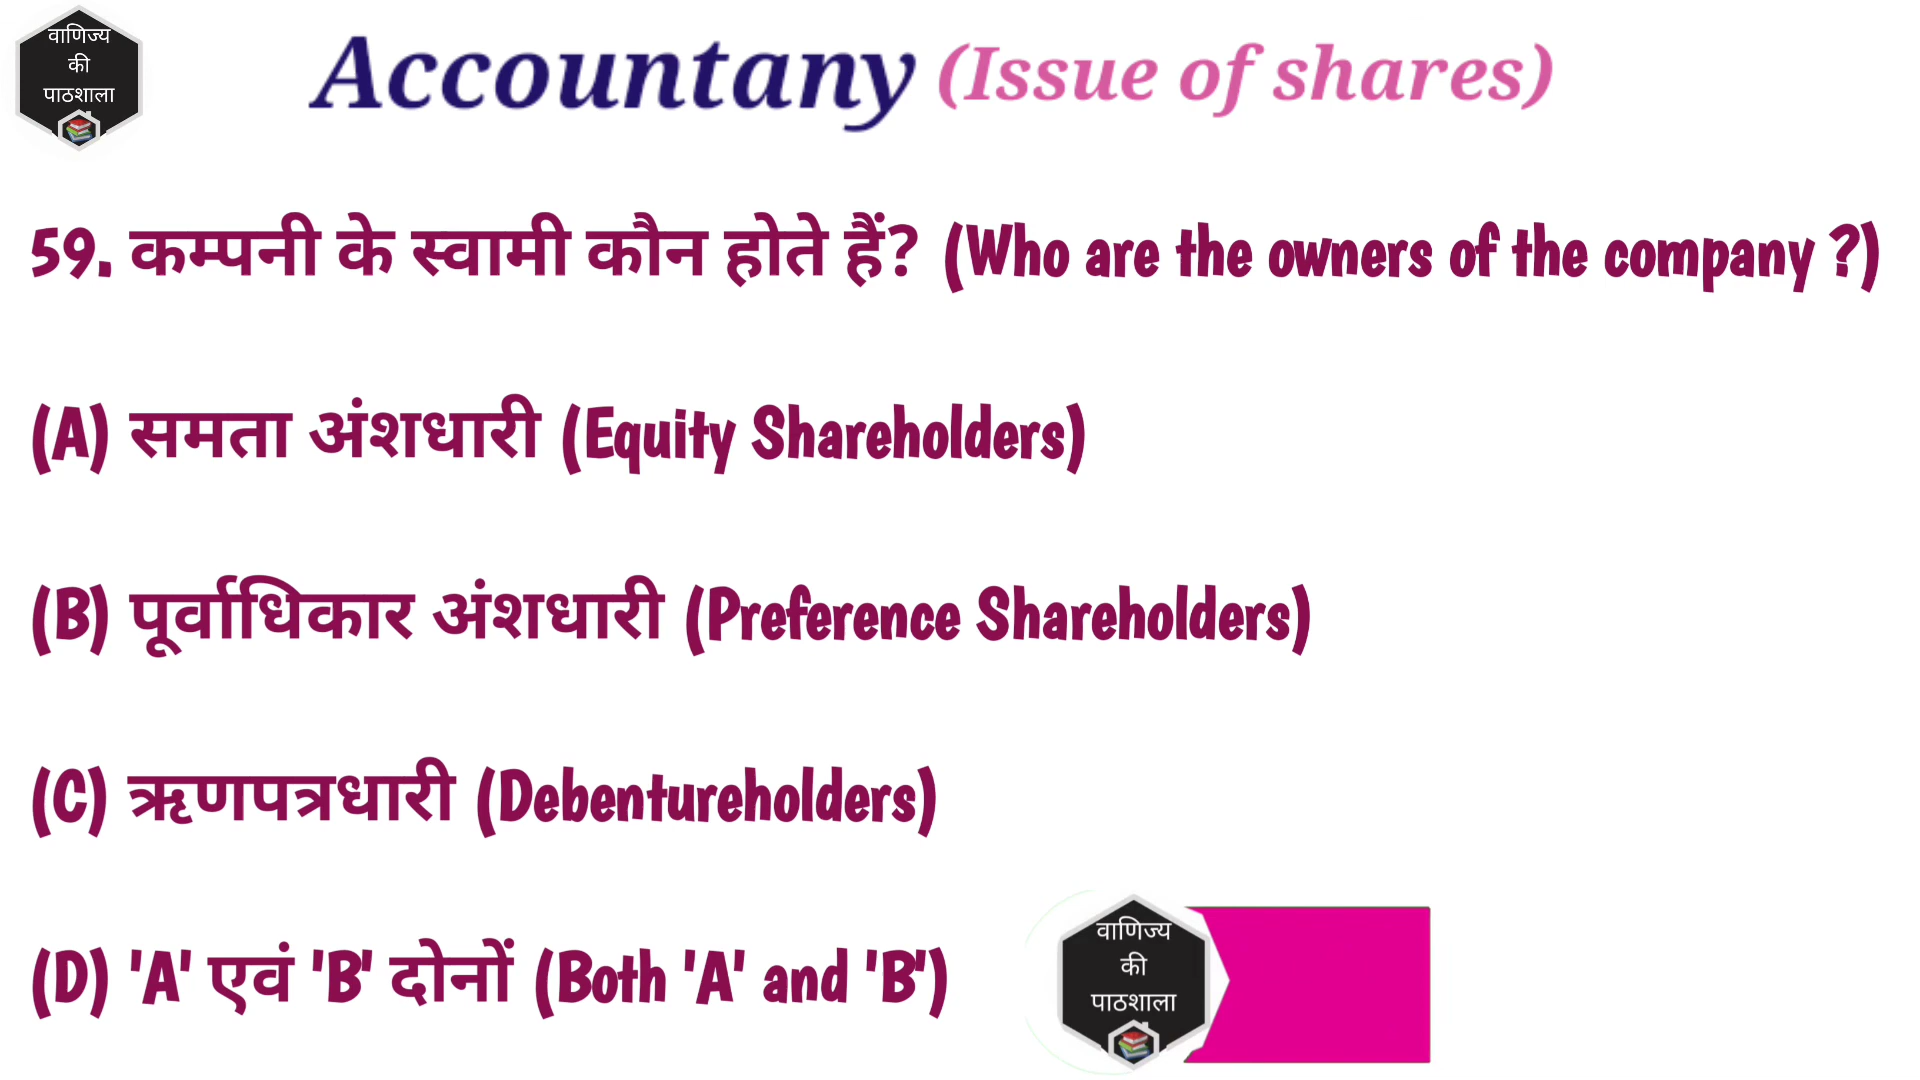 वाणिज्य
की
पाठशाला
Accountany (Issue of shares)
59. कम्पनी के स्वामी कौन होते हैं? (Who are the owners of the company ?)
(A) समता अंशधारी (Equity Shareholders)
(B) पूर्वाधिकार अंशधारी (Preference Shareholders)
(C) ऋणपत्रधारी (Debentureholders)
(D) 'A' एवं 'B' दोनों (Both 'A' and 'B')
वाणिज्य
की
पाठशाला